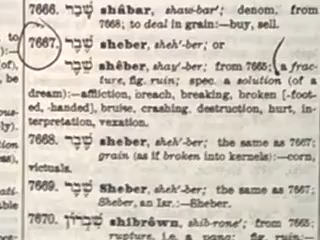 7666. שָׁבַר shâbar, shaw-bar'; denom. from
7668; to deal in grain:—buy, sell.
7667. שֶׁבֶר sheber, sheh'-ber; or
שֵׁבֶר shêber, shay'-ber; from 7665; a frac-
ture, fig. ruin; spec. a solution (of a
dream):—affliction, breach, breaking, broken [-foot-
ed, -handed], bruise, crashing, destruction, hurt, in-
terpretation, vexation.
7668. שֶׁבֶר sheber, sheh'-ber; the same as 7667;
grain (as if broken into kernels):—corn,
victuals.
7669. שֶׁבֶר Sheber, sheh'-ber; the same as 7667;
Sheber, an Isr.:—Sheber.
7670. שִׁבְרוֹן shibrôwn, shib-rone'; from 7665;
rupture, i.e. a pang; fig. ruin:—